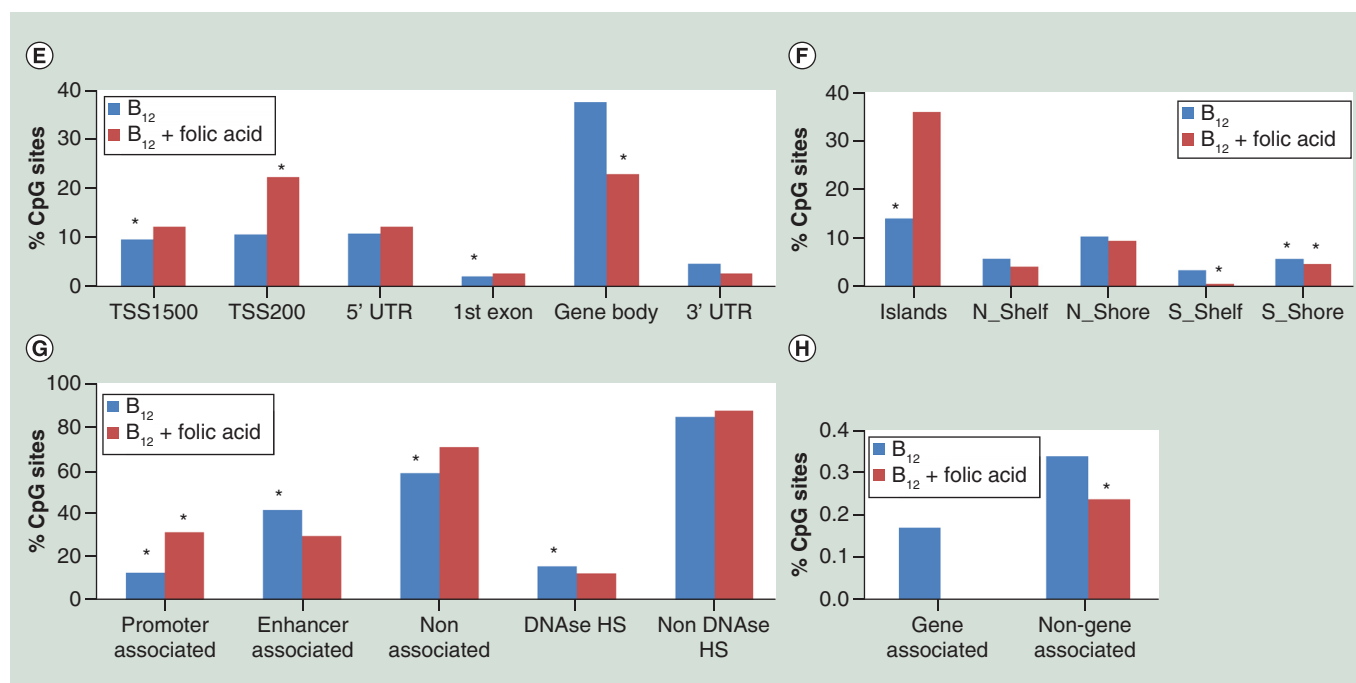 E
40
30
20
10
0
% CpG sites
B12
B12 + folic acid
*
*
*
*
TSS1500 TSS200 5' UTR 1st exon Gene body 3' UTR
F
40
30
20
10
0
% CpG sites
B12
B12 + folic acid
*
*
* *
Islands N_Shelf N_Shore S_Shelf S_Shore
G
100
80
60
40
20
0
% CpG sites
B12
B12 + folic acid
*
*
*
*
*
Promoter associated
Enhancer associated
Non associated
DNAse HS
Non DNAse HS
H
0.4
0.3
0.2
0.1
0.0
% CpG sites
B12
B12 + folic acid
*
Gene associated
Non-gene associated